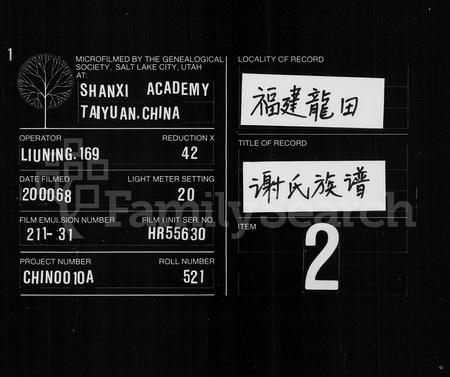 1
MICROFILMED BY THE GENEALOGICAL
SOCIETY, SALT LAKE CITY, UTAH
AT:
SHANXI ACADEMY
TAIYUAN, CHINA
OPERATOR
REDUCTION X
LIUNING.169
42
DATE FILMED
LIGHT METER SETTING
200068
20
FILM EMULSION NUMBER
FILM UNIT SER. NO.
211-31
HR55630
PROJECT NUMBER
ROLL NUMBER
CHINO010A
521
LOCALITY OF RECORD
福建龍田
TITLE OF RECORD
谢氏族谱
ITEM
2
FamilySearch